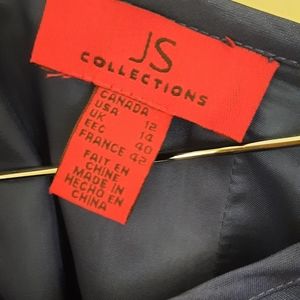 JS
COLLECTIONS
CANADA
USA 12
UK 14
EEC 40
FRANCE 42
FAIT EN
CHINE
MADE IN
HECHO EN
CHINA